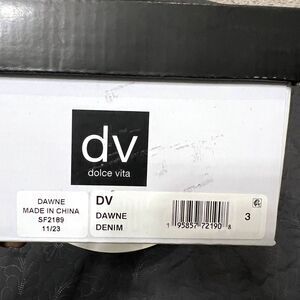 dv
dolce vita
DAWNE
MADE IN CHINA
SF2189
11/23
DV
DAWNE
DENIM
1 95857 72190 8
3